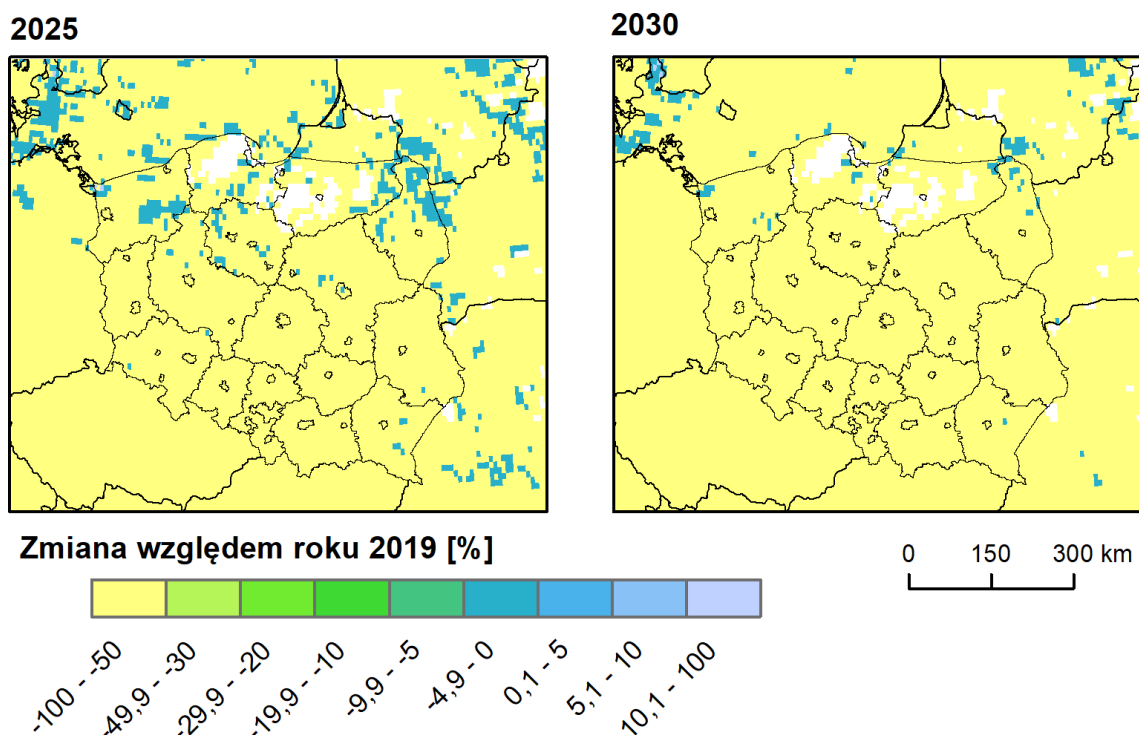 2025
2030
Zmiana względem roku 2019 [%]
0 150 300 km
-100 - -50
-49,9 - -30
-29,9 - -20
-19,9 - -10
-9,9 - -5
-4,9 - 0
0,1 - 5
5,1 - 10
10,1 - 100